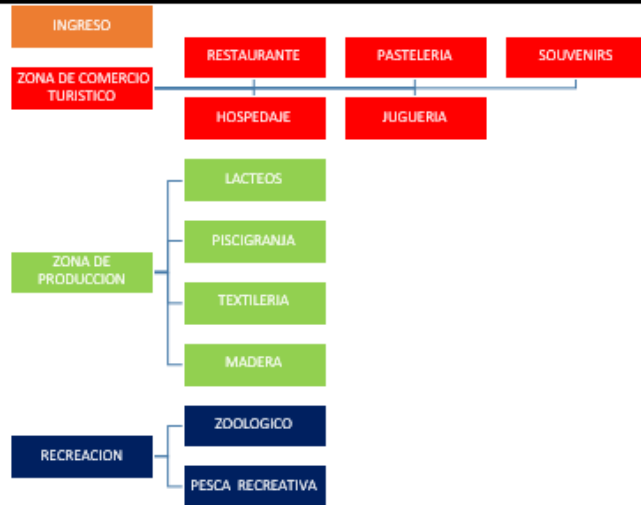 INGRESO
RESTAURANTE
PASTELERIA
SOUVENIRS
ZONA DE COMERCIO
TURISTICO
HOSPEDAJE
JUGUERIA
LACTEOS
PISCIGRANJA
ZONA DE
PRODUCCION
TEXTILERIA
MADERA
ZOOLOGICO
RECREACION
PESCA RECREATIVA